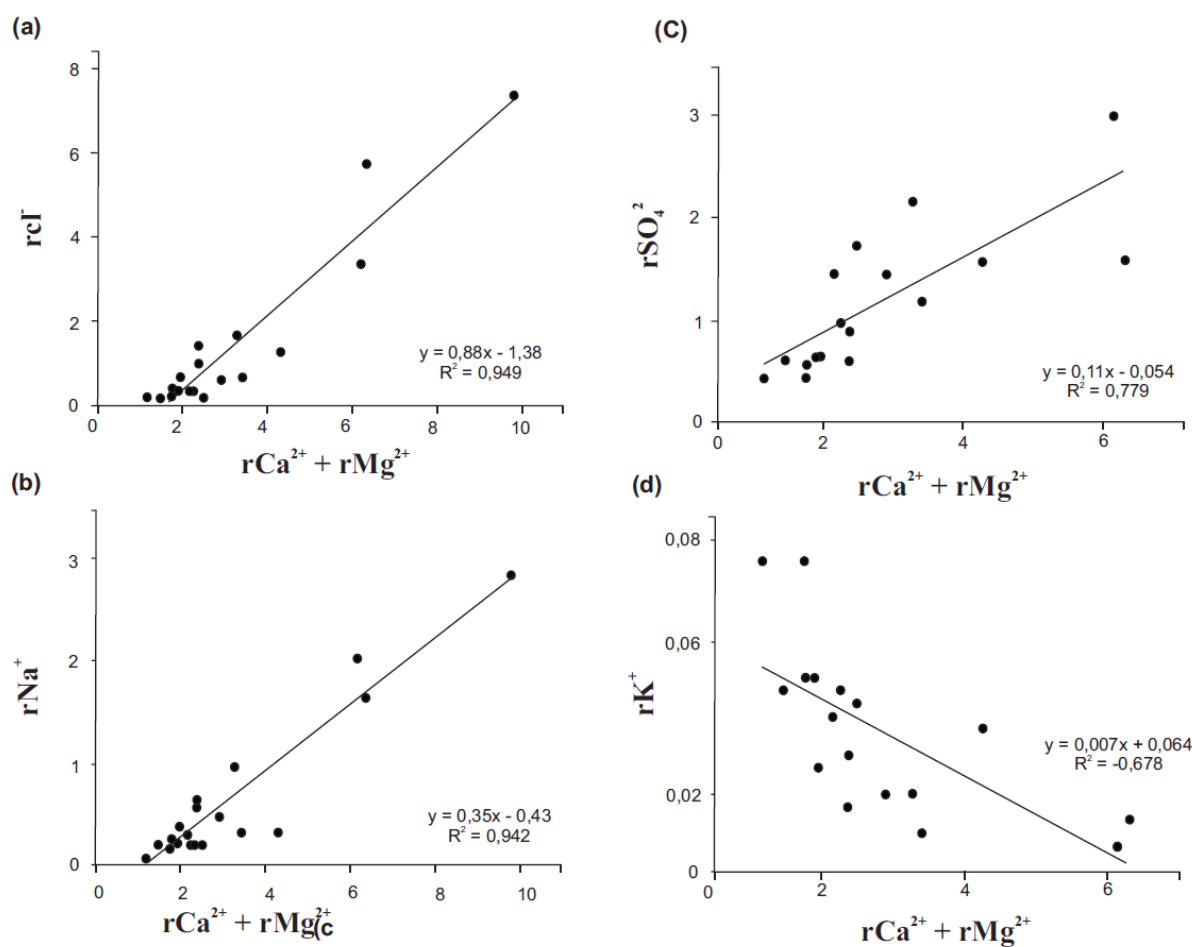 (a)
8
6
4
2
0
rcl⁻
y = 0,88x - 1,38
R² = 0,949
0 2 4 6 8 10
rCa²⁺ + rMg²⁺
(b)
3
2
1
0
rNa⁺
y = 0,35x - 0,43
R² = 0,942
0 2 4 6 8 10
rCa²⁺ + rMg²⁺
(c
(C)
3
2
1
0
rSO₄²
y = 0,11x - 0,054
R² = 0,779
0 2 4 6
rCa²⁺ + rMg²⁺
(d)
0,08
0,06
0,02
0
rK⁺
y = 0,007x + 0,064
R² = -0,678
0 2 4 6
rCa²⁺ + rMg²⁺